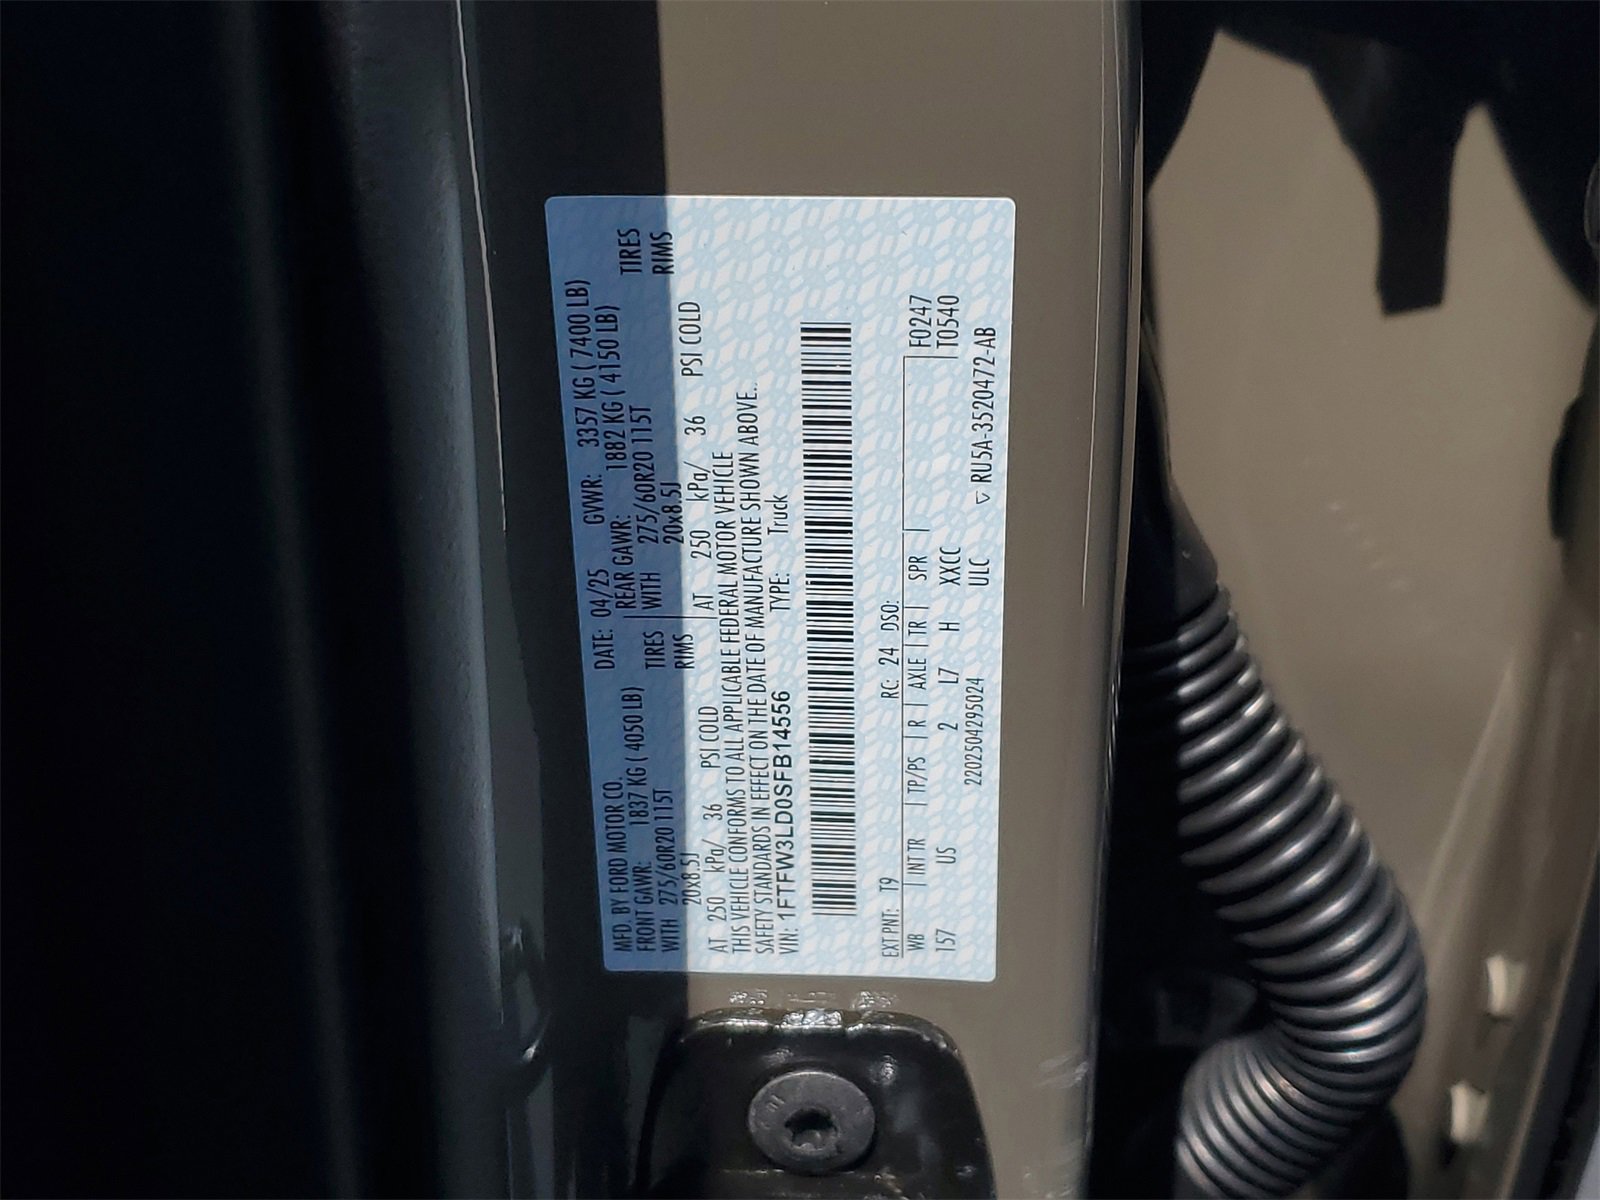 MFD. BY FORD MOTOR CO. DATE: 04/25 GVWR: 3357 KG ( 7400 LB)
FRONT GAWR: 1837 KG ( 4050 LB) REAR GAWR: 1882 KG ( 4150 LB)
WITH 275/60R20 115T TIRES WITH 275/60R20 115T TIRES
20x8.5J RIMS 20x8.5J RIMS
AT 250 kPa/ 36 PSI COLD AT 250 kPa/ 36 PSI COLD
THIS VEHICLE CONFORMS TO ALL APPLICABLE FEDERAL MOTOR VEHICLE
SAFETY STANDARDS IN EFFECT ON THE DATE OF MANUFACTURE SHOWN ABOVE..
VIN: 1FTFW3LD0SFB14556 TYPE: Truck
EXT PNT: T9 RC: 24 DSO:
WB | INT TR | TP/PS | R | AXLE | TR | SPR | F0247
157 US 2 L7 H XXCC T0540
2202504295024 ULC
▽ RU5A-3520472-AB